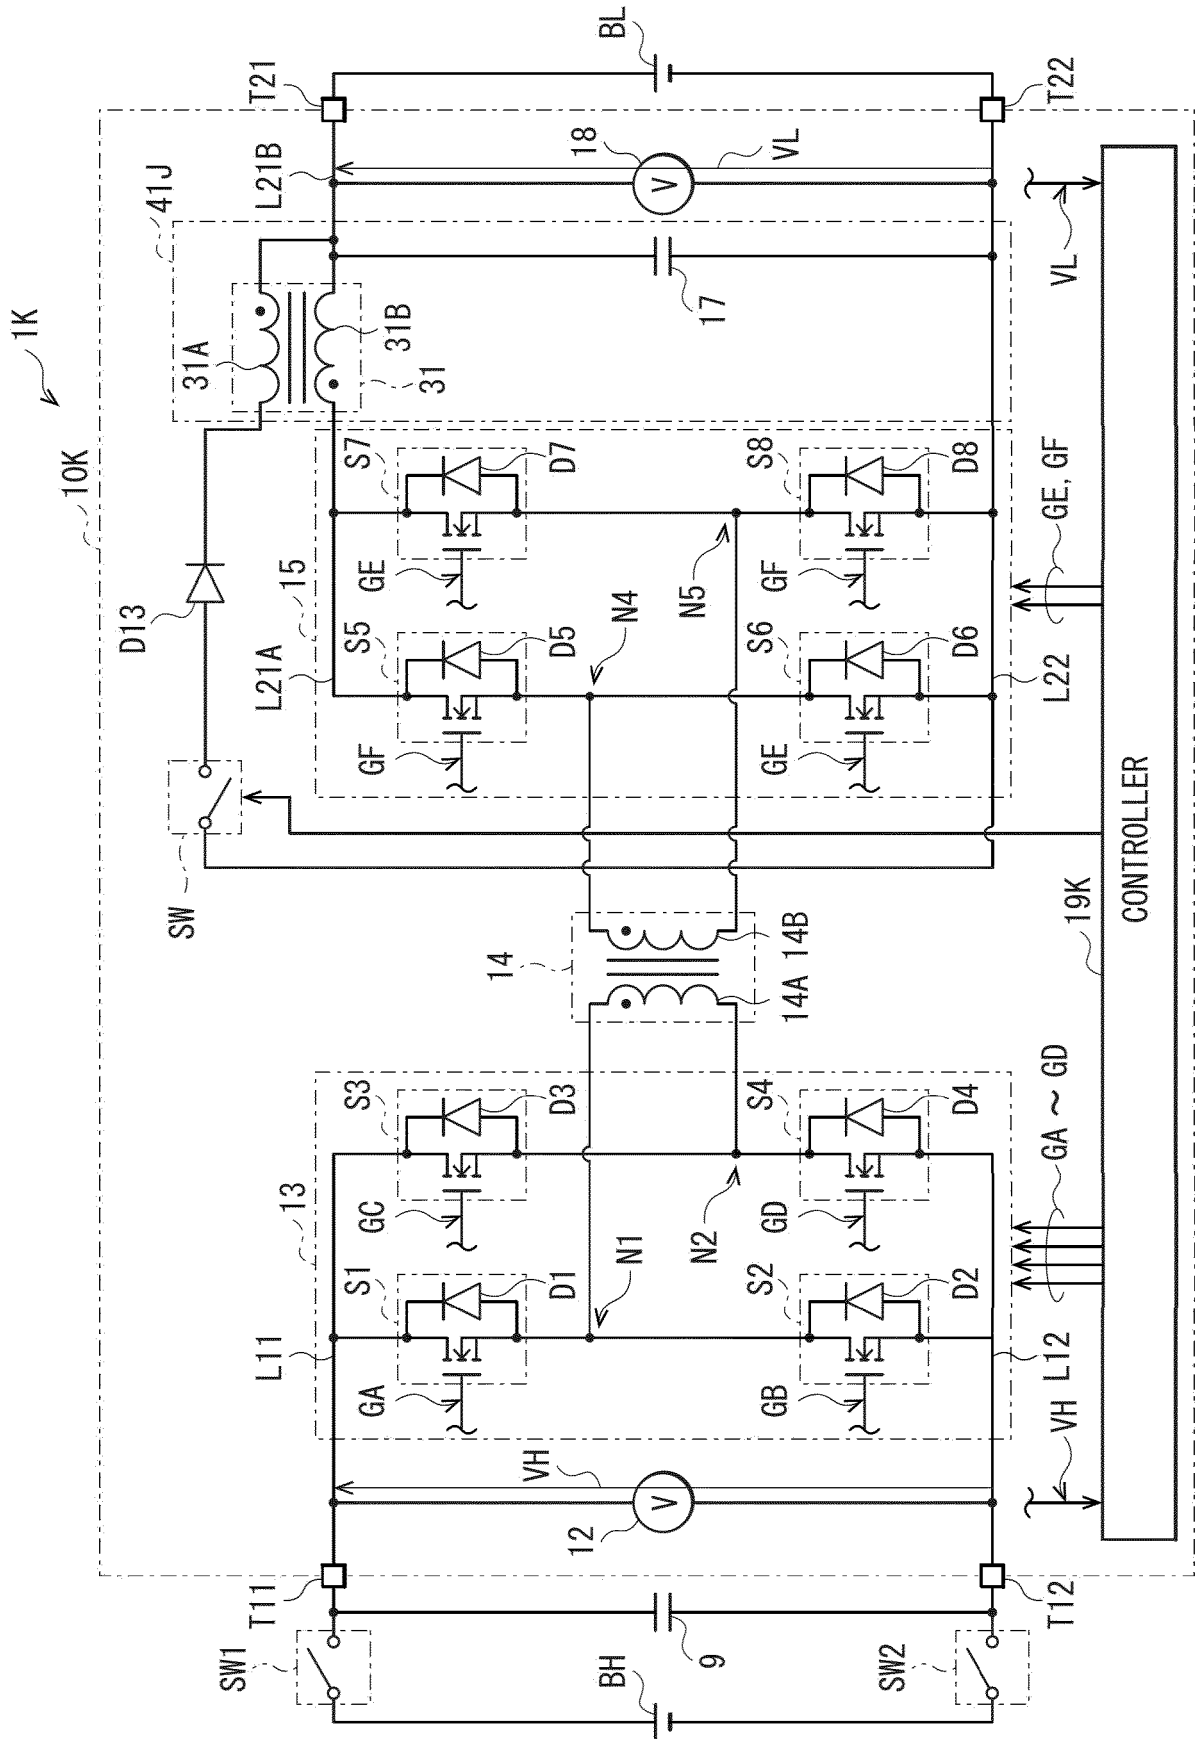 1K
10K
SW
D13
41J
31A
31B
31
L21B
T21
BL
SW1
T11
L11
13
S1
GA
D1
S3
GC
D3
L21A
15
S5
GF
D5
S7
GE
D7
BH
9
12
V
VH
N1
N2
14
14A
14B
N4
N5
17
18
V
VL
S2
GB
D2
S4
GD
D4
S6
GE
D6
S8
GF
D8
SW2
T12
L12
L22
T22
VH
GA ~ GD
19K
GE, GF
VL
CONTROLLER